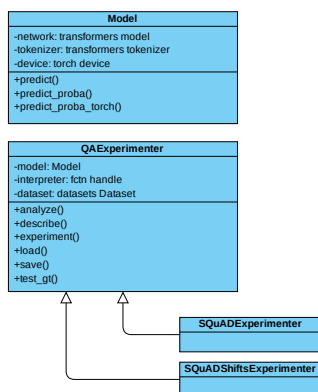 Model
-network: transformers model
-tokenizer: transformers tokenizer
-device: torch device
+predict()
+predict_proba()
+predict_proba_torch()
QAExperimenter
-model: Model
-interpreter: fctn handle
-dataset: datasets Dataset
+analyze()
+describe()
+experiment()
+load()
+save()
+test_gt()
SQuADExperimenter
SQuADShiftsExperimenter